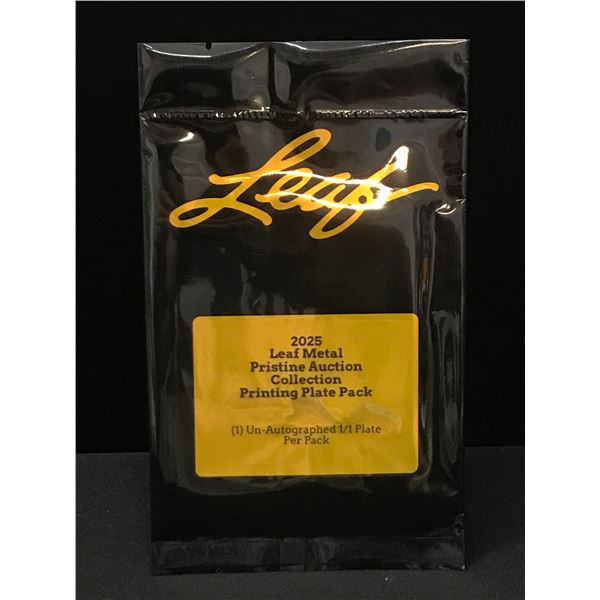 Leaf
2025
Leaf Metal
Pristine Auction
Collection
Printing Plate Pack
(1) Un-Autographed 1/1 Plate
Per Pack